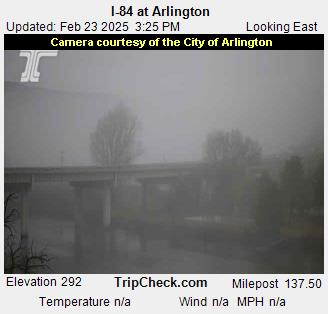 I-84 at Arlington
Updated: Feb 23 2025 3:25 PM Looking East
Camera courtesy of the City of Arlington
Elevation 292 TripCheck.com Milepost 137.50
Temperature n/a Wind n/a MPH n/a